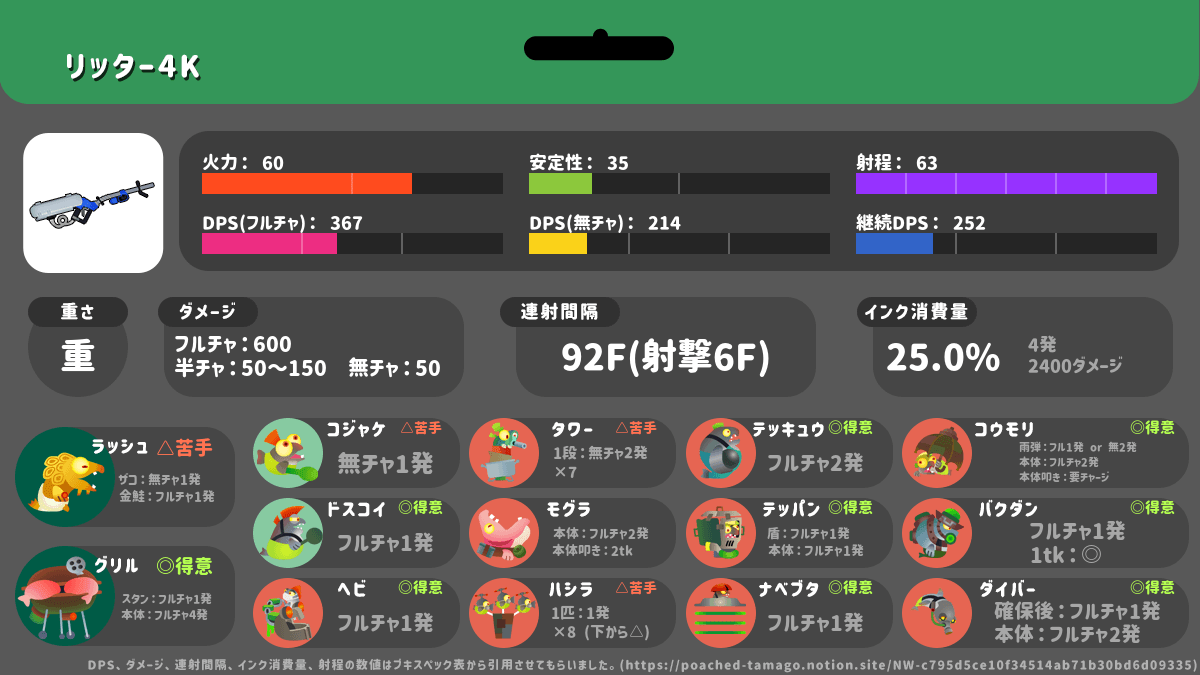 リッター4K
火力： 60
安定性： 35
射程： 63
DPS(フルチャ)： 367
DPS(無チャ)： 214
継続DPS： 252
重さ
重
ダメージ
フルチャ：600
半チャ：50〜150　無チャ：50
連射間隔
92F(射撃6F)
インク消費量
25.0%
4発
2400ダメージ
ラッシュ △苦手
ザコ：無チャ1発
金鮭：フルチャ1発
グリル ◎得意
スタン：フルチャ1発
本体：フルチャ4発
コジャケ △苦手
無チャ1発
ドスコイ ◎得意
フルチャ1発
ヘビ ◎得意
フルチャ1発
タワー △苦手
1段：無チャ2発
×7
モグラ
本体：フルチャ2発
本体叩き：2tk
ハシラ △苦手
1匹：1発
×8 (下から△)
テッキュウ ◎得意
フルチャ2発
テッパン ◎得意
盾：フルチャ1発
本体：フルチャ1発
ナベブタ ◎得意
フルチャ1発
コウモリ ◎得意
雨弾：フル1発 or 無2発
本体：フルチャ2発
本体叩き：要チャージ
バクダン ◎得意
フルチャ1発
1tk：◎
ダイバー ◎得意
確保後：フルチャ1発
本体：フルチャ2発
DPS、ダメージ、連射間隔、インク消費量、射程の数値はブキスペック表から引用させてもらいました。(https://poached-tamago.notion.site/NW-c795d5ce10f34514ab71b30bd6d09335)